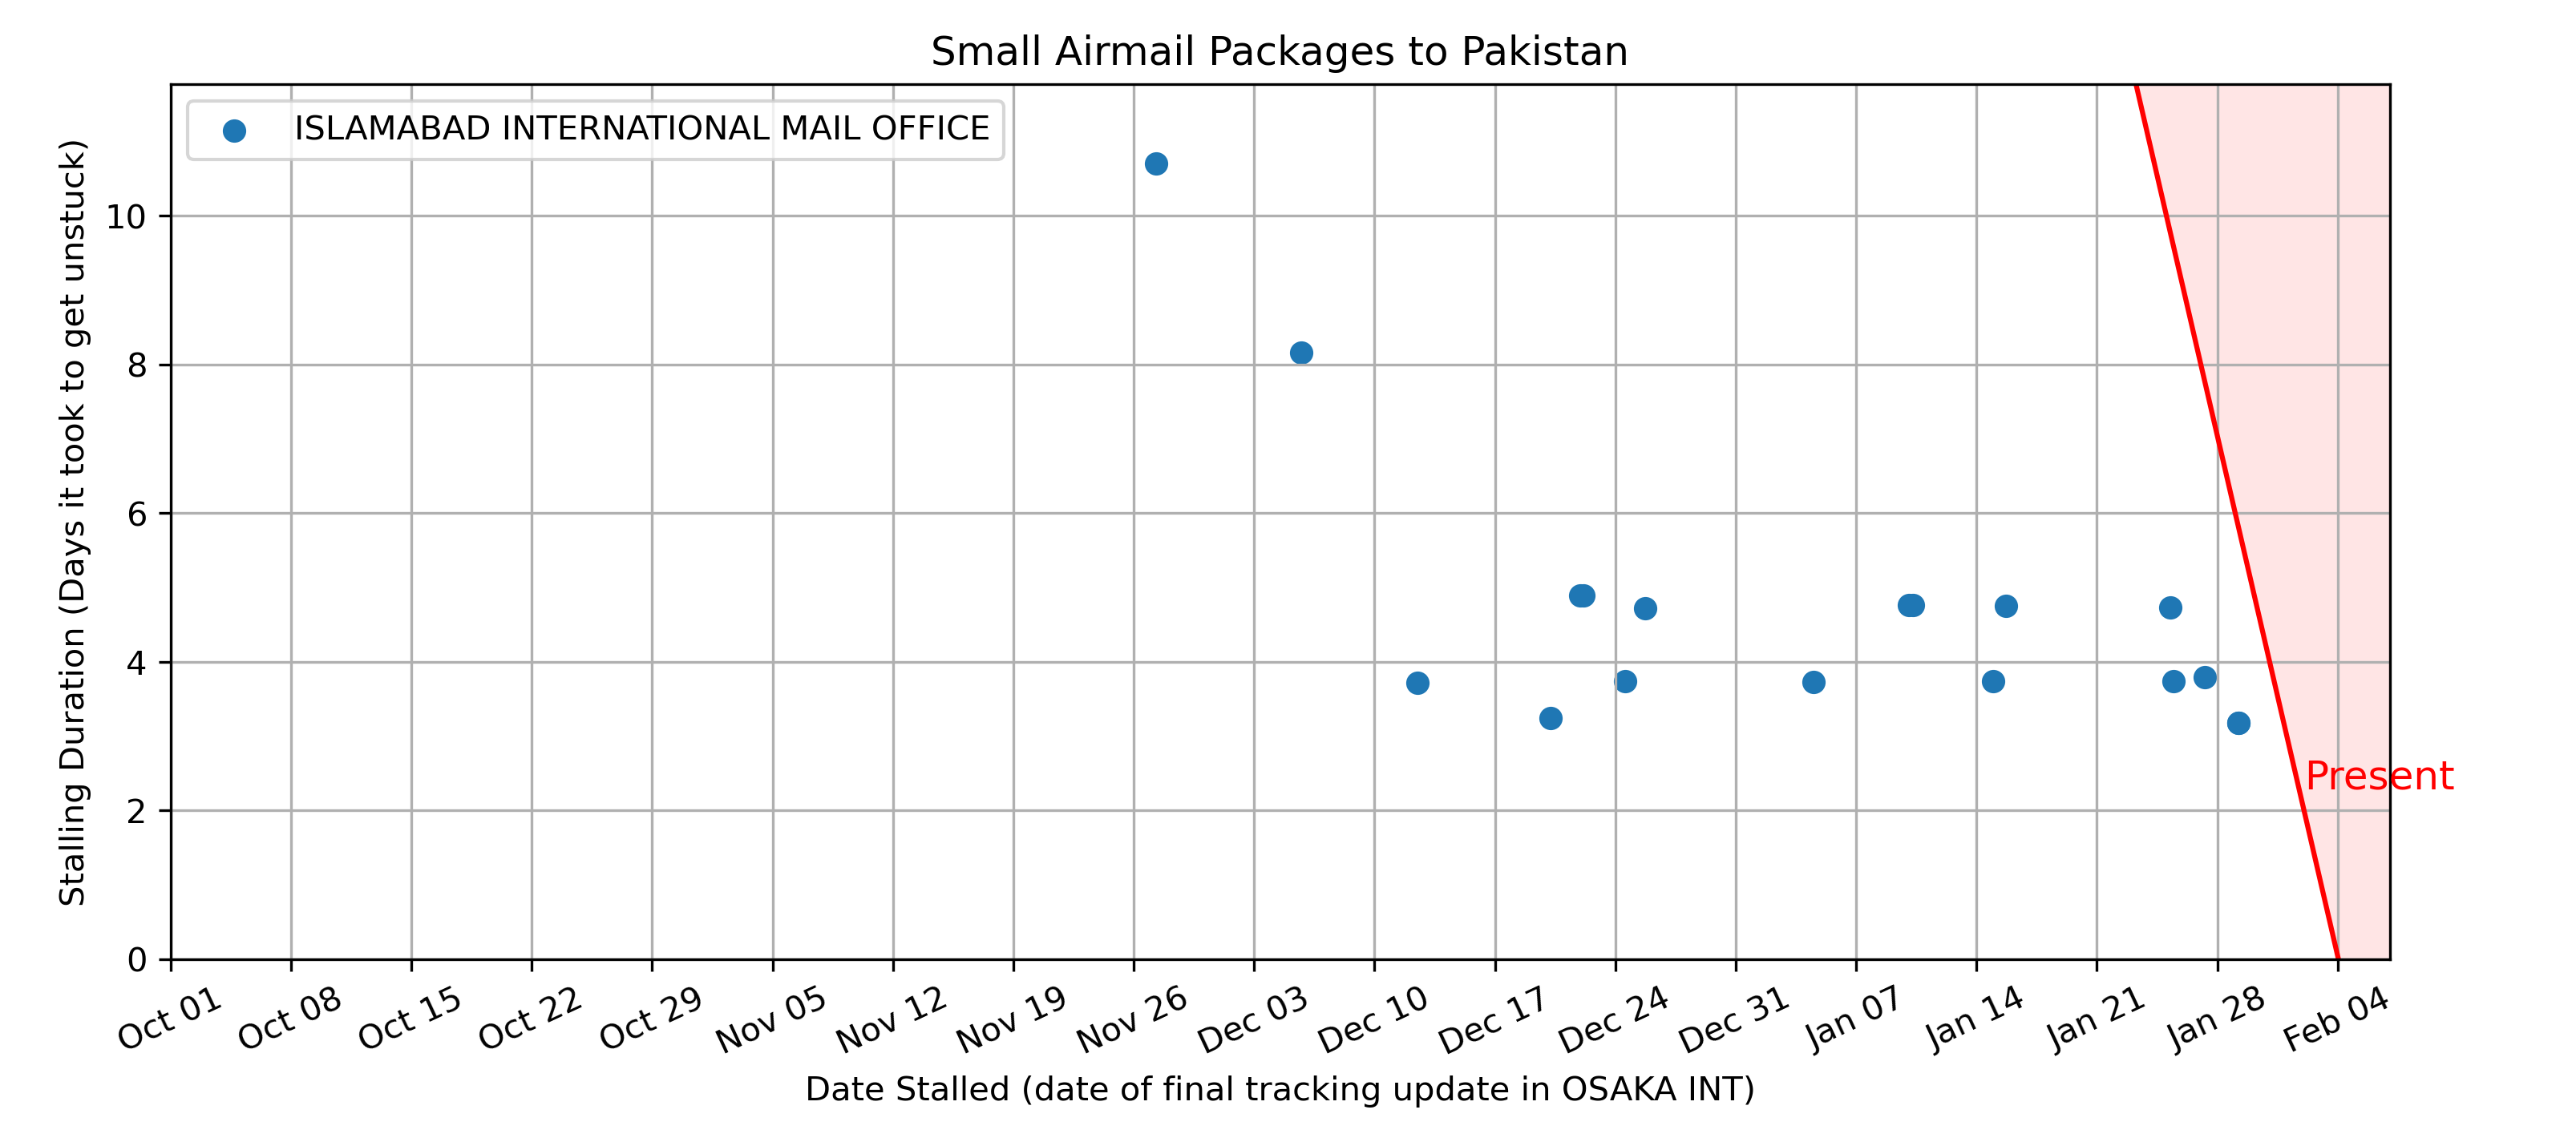 Small Airmail Packages to Pakistan
ISLAMABAD INTERNATIONAL MAIL OFFICE
Stalling Duration (Days it took to get unstuck)
10
8
6
4
2
0
Present
Oct 01 Oct 08 Oct 15 Oct 22 Oct 29 Nov 05 Nov 12 Nov 19 Nov 26 Dec 03 Dec 10 Dec 17 Dec 24 Dec 31 Jan 07 Jan 14 Jan 21 Jan 28 Feb 04
Date Stalled (date of final tracking update in OSAKA INT)